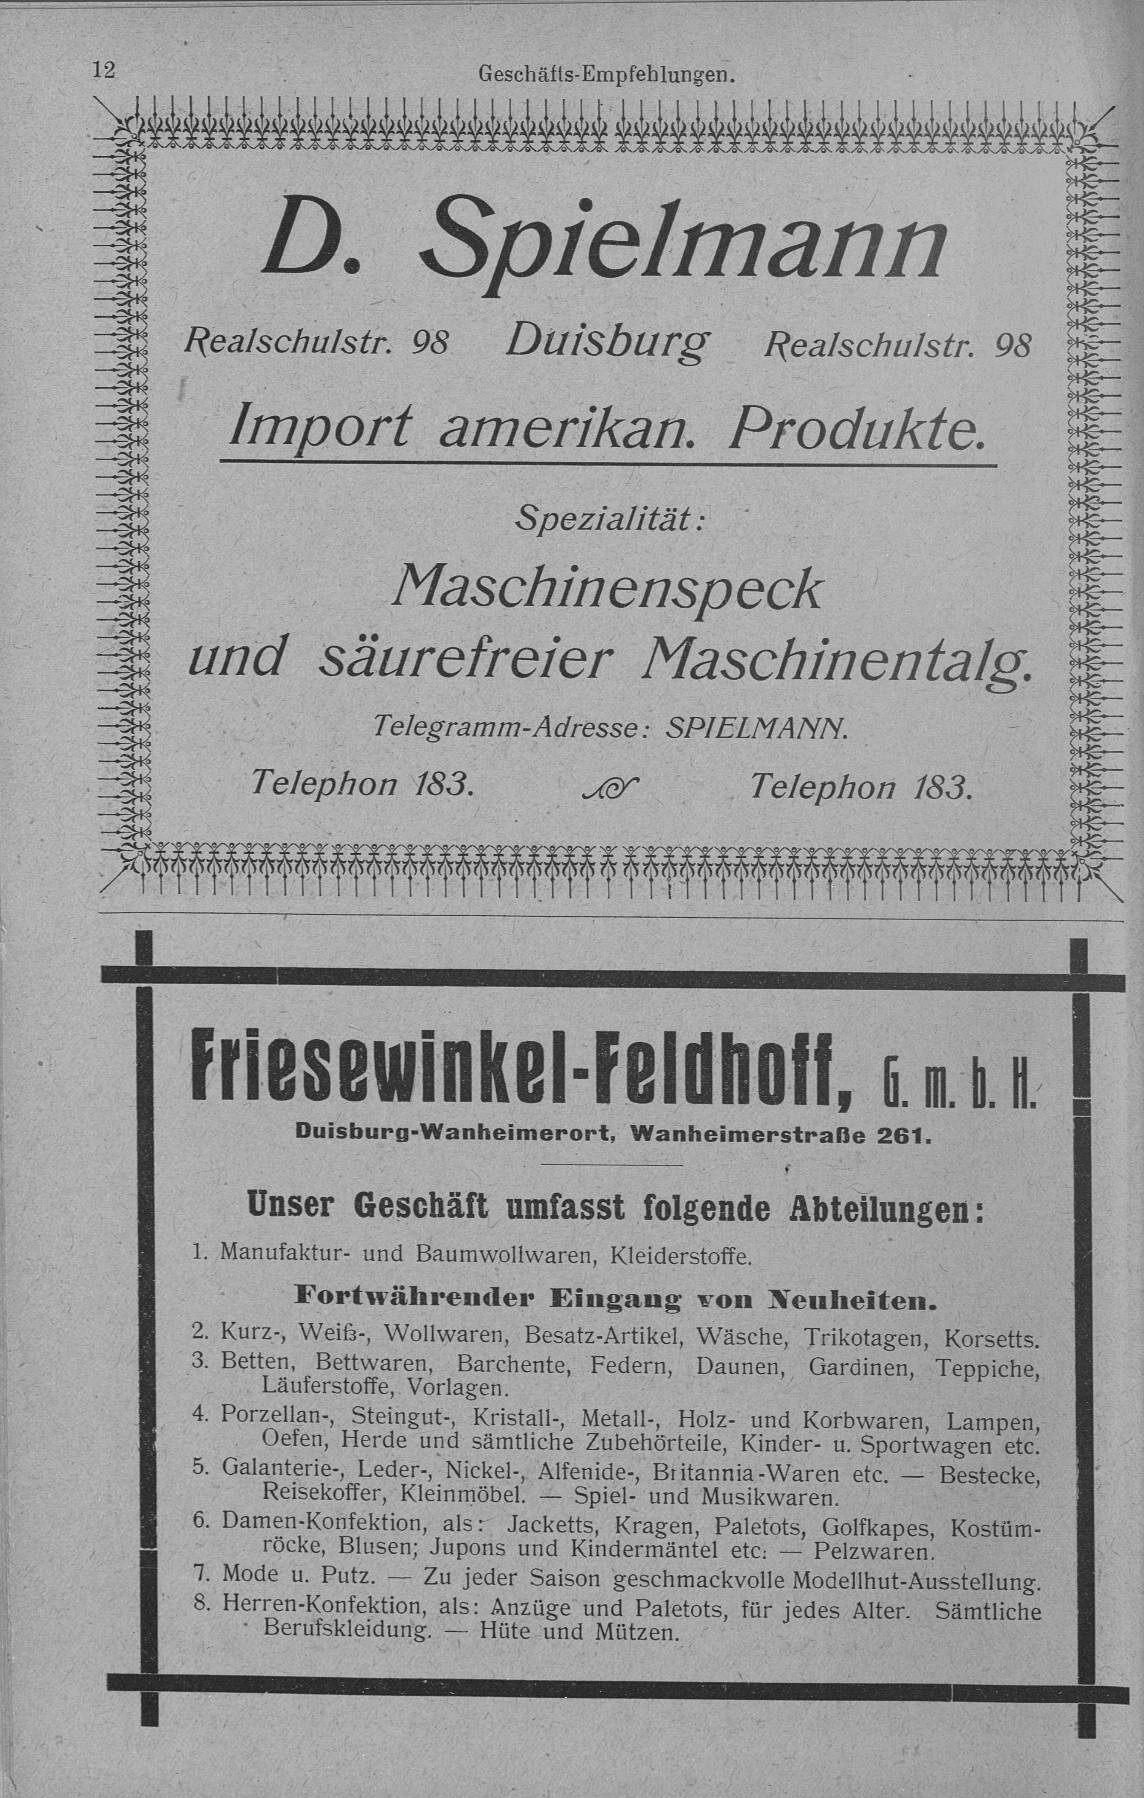 12
Geschäfts-Empfehlungen.
D. Spielmann
Realschulstr. 98 Duisburg Realschulstr. 98
Import amerikan. Produkte.
Spezialität:
Maschinenspeck
und säurefreier Maschinentalg.
Telegramm-Adresse: SPIELMANN.
Telephon 183. Telephon 183.
Friesewinkel-Feldhoff, G. m. b. H.
Duisburg-Wanheimerort, Wanheimerstraße 261.
Unser Geschäft umfasst folgende Abteilungen:
1. Manufaktur- und Baumwollwaren, Kleiderstoffe.
Fortwährender Eingang von Neuheiten.
2. Kurz-, Weiß-, Wollwaren, Besatz-Artikel, Wäsche, Trikotagen, Korsetts.
3. Betten, Bettwaren, Barchente, Federn, Daunen, Gardinen, Teppiche,
Läuferstoffe, Vorlagen.
4. Porzellan-, Steingut-, Kristall-, Metall-, Holz- und Korbwaren, Lampen,
Oefen, Herde und sämtliche Zubehörteile, Kinder- u. Sportwagen etc.
5. Galanterie-, Leder-, Nickel-, Alfenide-, Britannia-Waren etc. — Bestecke,
Reisekoffer, Kleinmöbel. — Spiel- und Musikwaren.
6. Damen-Konfektion, als: Jacketts, Kragen, Paletots, Golfkapes, Kostüm-
röcke, Blusen; Jupons und Kindermäntel etc. — Pelzwaren.
7. Mode u. Putz. — Zu jeder Saison geschmackvolle Modellhut-Ausstellung.
8. Herren-Konfektion, als: Anzüge und Paletots, für jedes Alter. Sämtliche
Berufskleidung. — Hüte und Mützen.